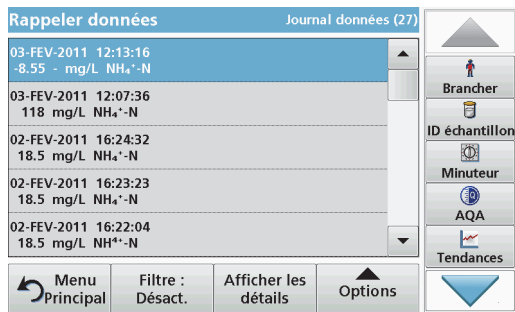 Rappeler données
Journal données (27)
03-FEV-2011 12:13:16
-8.55 - mg/L NH₄⁺-N
03-FEV-2011 12:07:36
118 mg/L NH₄⁺-N
02-FEV-2011 16:24:32
18.5 mg/L NH₄⁺-N
02-FEV-2011 16:23:23
18.5 mg/L NH₄⁺-N
02-FEV-2011 16:22:04
18.5 mg/L NH⁴⁺-N
Brancher
ID échantillon
Minuteur
AQA
Tendances
Menu
Principal
Filtre :
Désact.
Afficher les
détails
Options